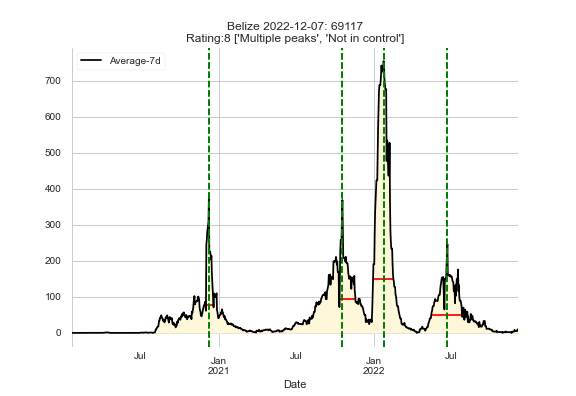 Belize 2022-12-07: 69117
Rating:8 ['Multiple peaks', 'Not in control']
Average-7d
700
600
500
400
300
200
100
0
Jul
Jan
2021
Jul
Jan
2022
Jul
Date